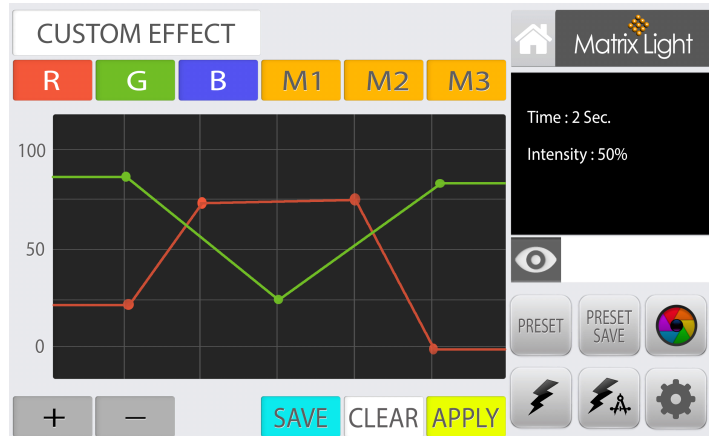 CUSTOM EFFECT
Matrix Light
R G B M1 M2 M3
Time : 2 Sec.
Intensity : 50%
100
50
0
PRESET
PRESET
SAVE
+ − SAVE CLEAR APPLY
A